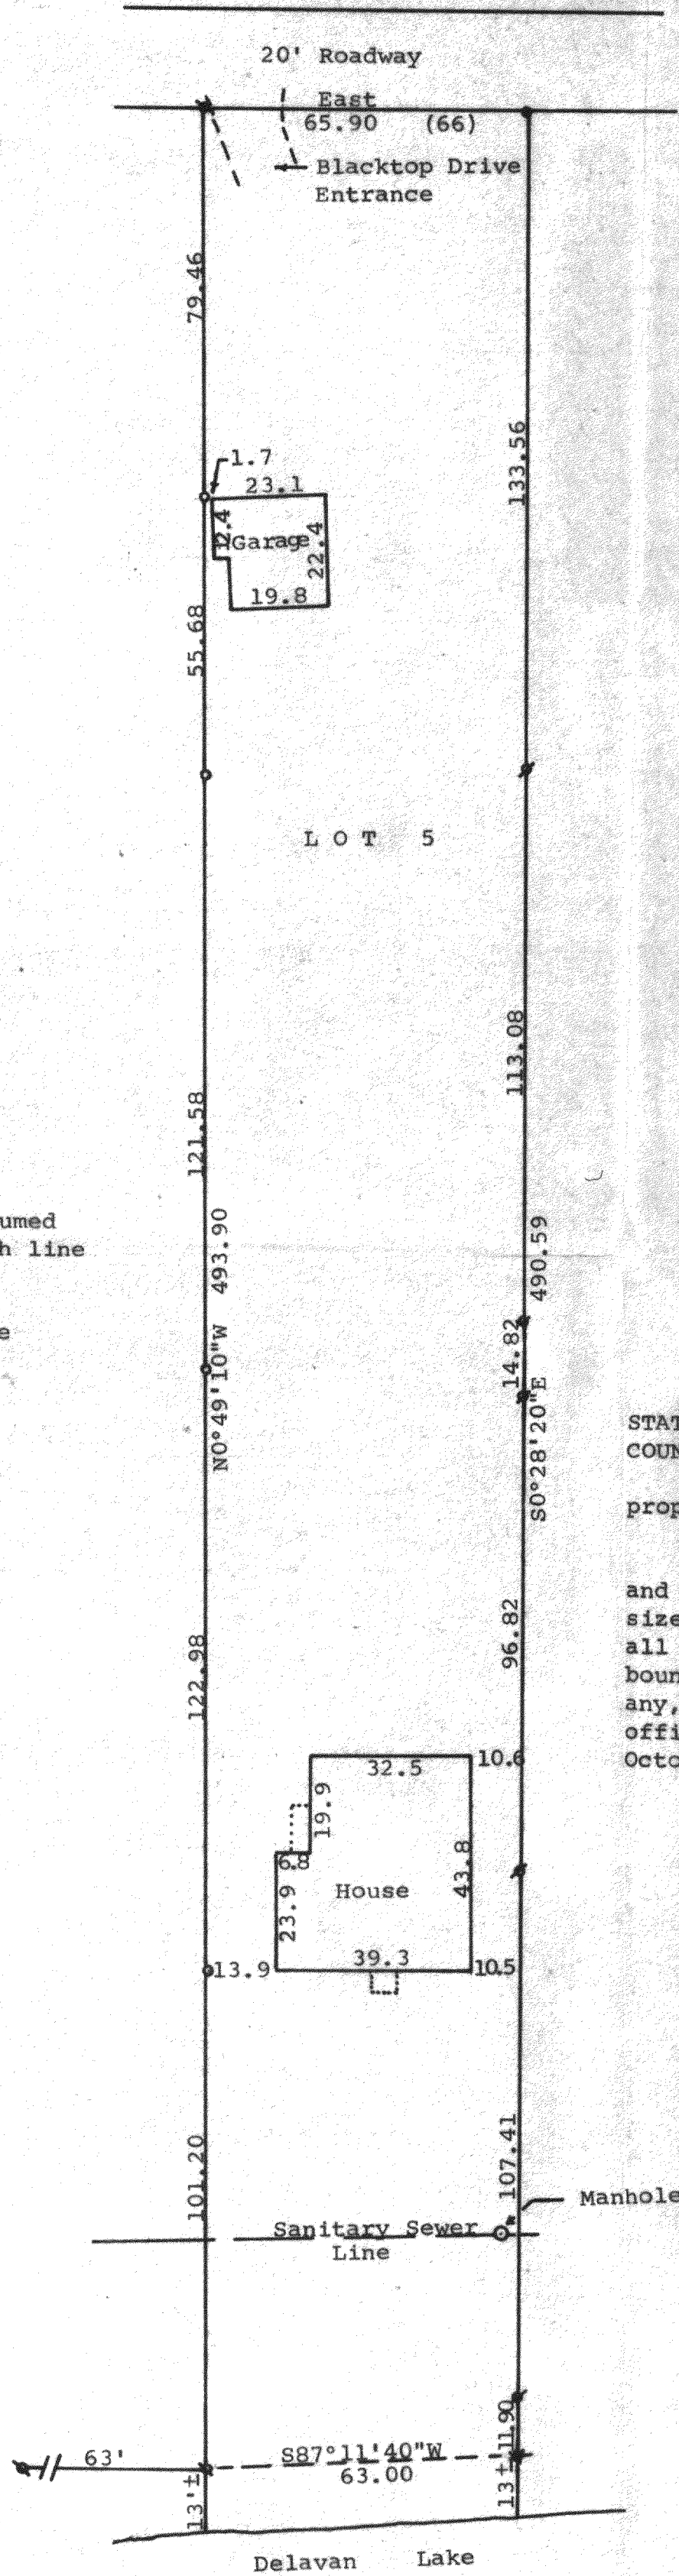 20' Roadway
East
65.90 (66)
Blacktop Drive
Entrance
79.46
133.56
1.7
23.1
12.4
Garage
22.4
19.8
55.68
LOT 5
113.08
121.58
umed
h line
e
493.90
490.59
14.82
N0°49'10"W
S0°28'20"E
STAT
COUN
prop
and
size
all
boun
any,
offi
Octo
96.82
122.98
32.5
10.6
19.9
6.8
43.8
House
23.9
39.3
13.9
10.5
107.41
101.20
Manhole
Sanitary Sewer
Line
11.90
63'
S87°11'40"W
63.00
13'±
13±
Delavan Lake